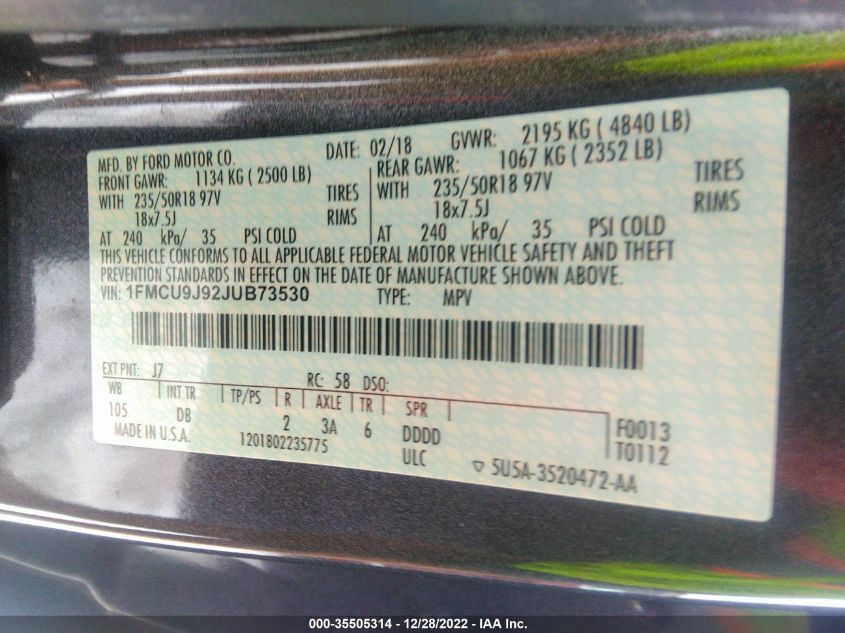 MFD. BY FORD MOTOR CO. DATE: 02/18 GVWR: 2195 KG ( 4840 LB)
FRONT GAWR: 1134 KG ( 2500 LB) REAR GAWR: 1067 KG ( 2352 LB)
WITH 235/50R18 97V TIRES WITH 235/50R18 97V TIRES
18x7.5J RIMS 18x7.5J RIMS
AT 240 kPa/ 35 PSI COLD AT 240 kPa/ 35 PSI COLD
THIS VEHICLE CONFORMS TO ALL APPLICABLE FEDERAL MOTOR VEHICLE SAFETY AND THEFT
PREVENTION STANDARDS IN EFFECT ON THE DATE OF MANUFACTURE SHOWN ABOVE.
VIN: 1FMCU9J92JUB73530 TYPE: MPV
EXT PNT: J7 RC: 58 DSO:
WB INT TR TP/PS R AXLE TR SPR
105 DB 2 3A 6 DDDD F0013
MADE IN U.S.A. 1201802235775 ULC T0112
5U5A-3520472-AA
000-35505314 - 12/28/2022 - IAA Inc.